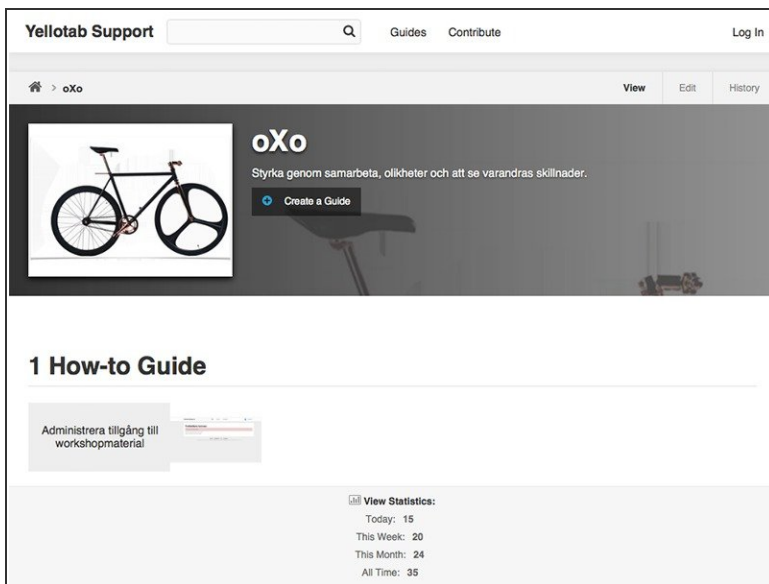 Yellotab Support
Guides Contribute Log In
> oXo
View Edit History
oXo
Styrka genom samarbeta, olikheter och att se varandras skillnader.
Create a Guide
1 How-to Guide
Administrera tillgång till
workshopmaterial
View Statistics:
Today: 15
This Week: 20
This Month: 24
All Time: 35